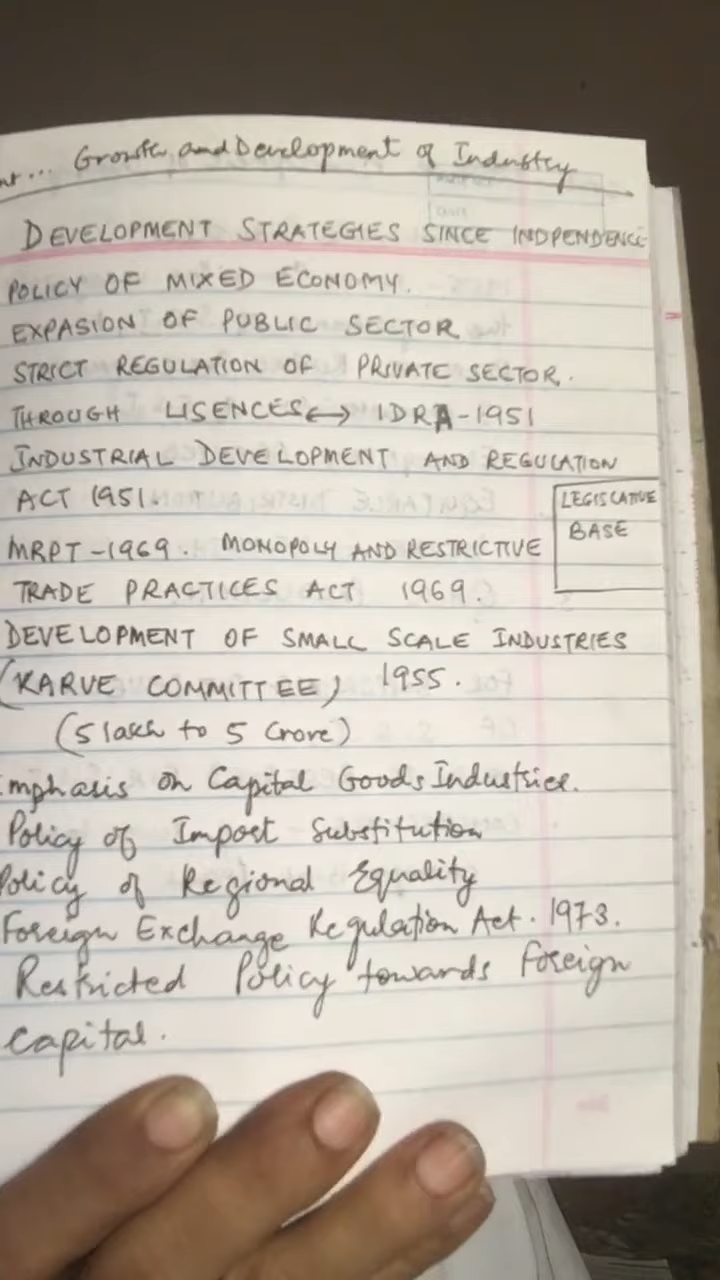 nt... Growth and Development of Industry
DEVELOPMENT STRATEGIES SINCE INDPENDENCE
POLICY OF MIXED ECONOMY.
EXPASION OF PUBLIC SECTOR
STRICT REGULATION OF PRIVATE SECTOR.
THROUGH LISENCES ↔ IDRA-1951
INDUSTRIAL DEVELOPMENT AND REGULATION
ACT 1951.
LEGISLATIVE
BASE
MRPT-1969. MONOPOLY AND RESTRICTIVE
TRADE PRACTICES ACT 1969.
DEVELOPMENT OF SMALL SCALE INDUSTRIES
(KARVE COMMITTEE) 1955.
(5 lakh to 5 Crore)
Emphasis on Capital Goods Industries.
Policy of Import Substitution
Policy of Regional Equality
Foreign Exchange Regulation Act. 1973.
Restricted Policy towards foreign
capital.